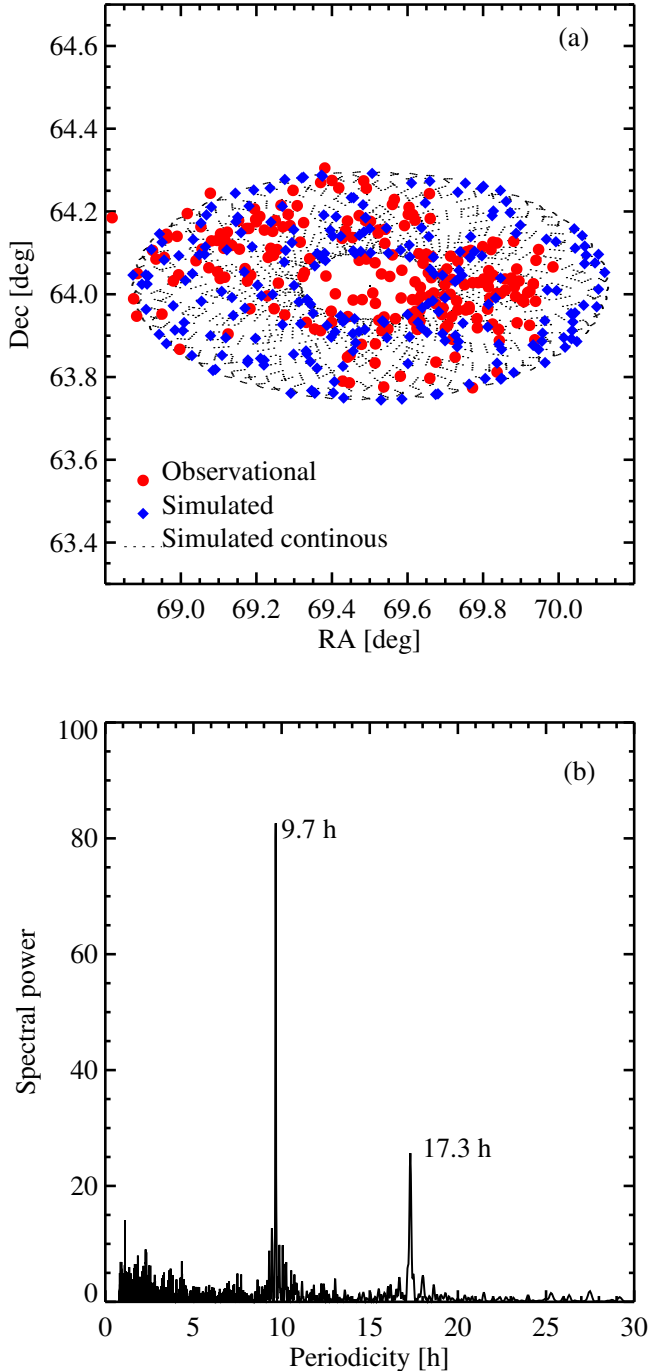 (a)
64.6
64.4
64.2
64.0
63.8
63.6
63.4
Dec [deg]
Observational
Simulated
Simulated continous
69.0 69.2 69.4 69.6 69.8 70.0
RA [deg]
(b)
100
80
60
40
20
0
Spectral power
9.7 h
17.3 h
0 5 10 15 20 25 30
Periodicity [h]